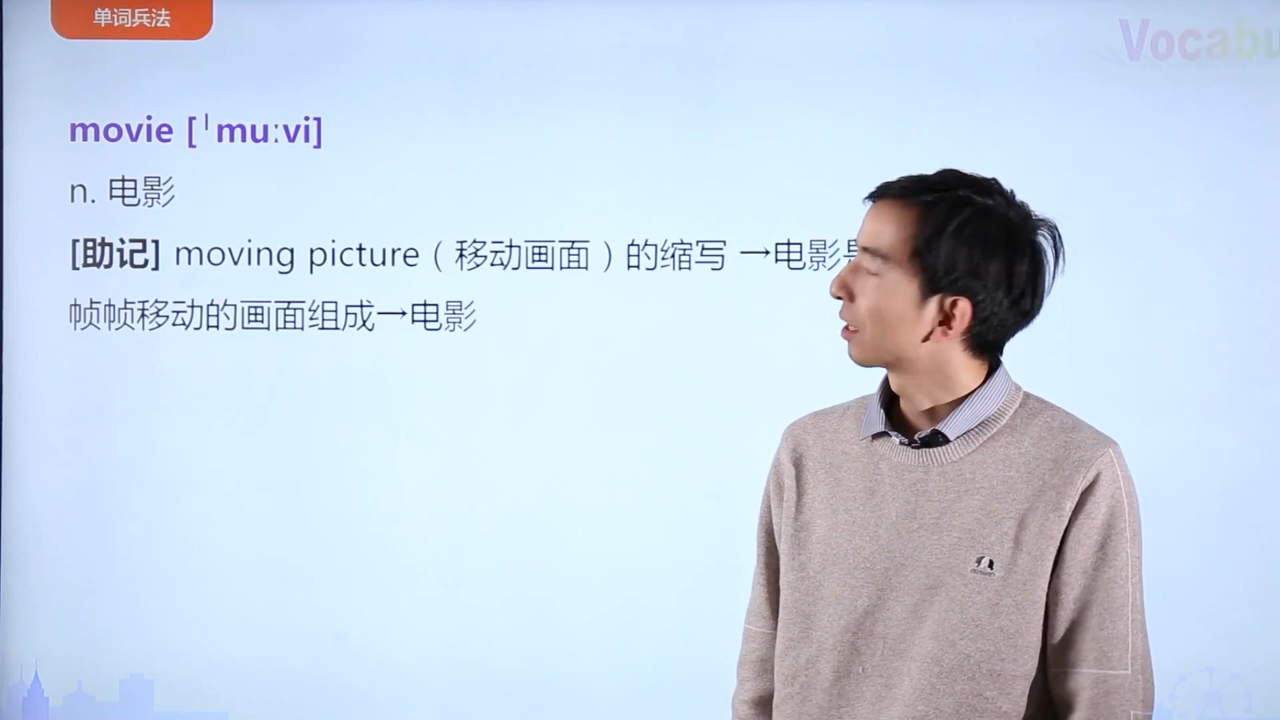 单词兵法
Vocabu
movie [ˈmuːvi]
n. 电影
[助记] moving picture（移动画面）的缩写 →电影
帧帧移动的画面组成→电影